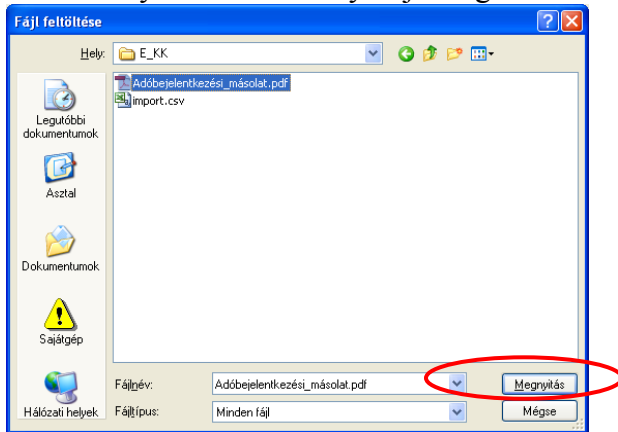 Fájl feltöltése
Hely:
E_KK
Adóbejelentkezési_másolat.pdf
import.csv
Legutóbbi
dokumentumok
Asztal
Dokumentumok
Sajátgép
Hálózati helyek
Fájlnév:
Adóbejelentkezési_másolat.pdf
Megnyitás
Fájltípus:
Minden fájl
Mégse